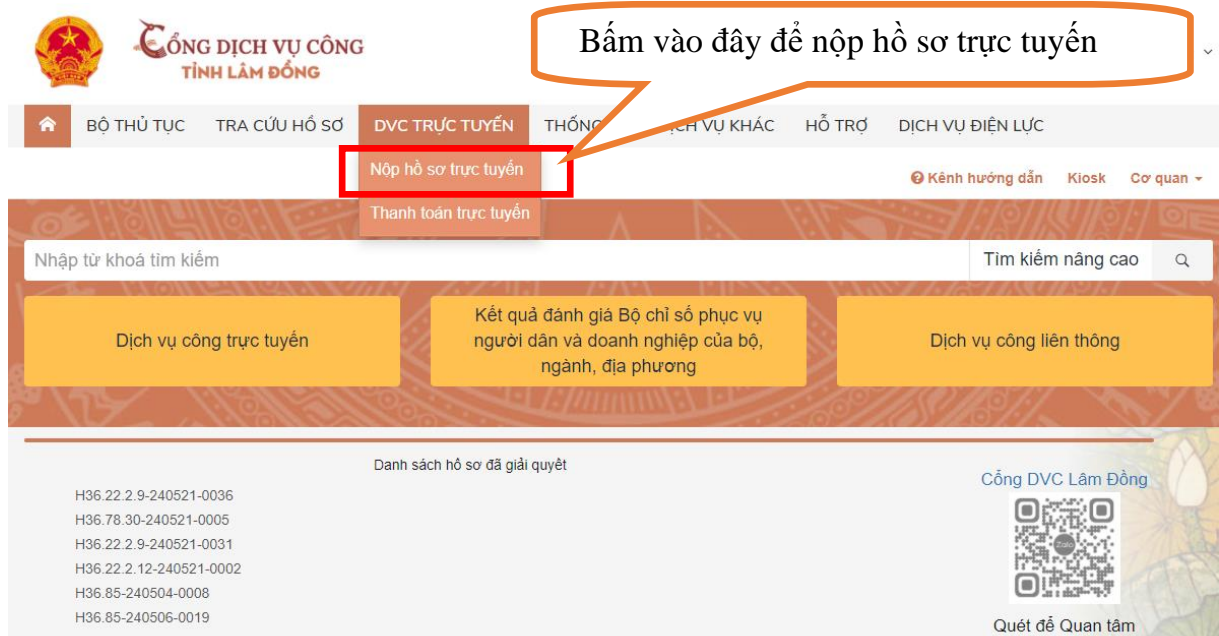 CỔNG DỊCH VỤ CÔNG
TỈNH LÂM ĐỒNG
Bấm vào đây để nộp hồ sơ trực tuyến
BỘ THỦ TỤC TRA CỨU HỒ SƠ DVC TRỰC TUYẾN THỐNG VỤ KHÁC HỖ TRỢ DỊCH VỤ ĐIỆN LỰC
Nộp hồ sơ trực tuyến
Kênh hướng dẫn Kiosk Cơ quan
Thanh toán trực tuyến
Nhập từ khoá tìm kiếm Tìm kiếm nâng cao
Dịch vụ công trực tuyến
Kết quả đánh giá Bộ chỉ số phục vụ
người dân và doanh nghiệp của bộ,
ngành, địa phương
Dịch vụ công liên thông
Danh sách hồ sơ đã giải quyết
H36.22.2.9-240521-0036
H36.78.30-240521-0005
H36.22.2.9-240521-0031
H36.22.2.12-240521-0002
H36.85-240504-0008
H36.85-240506-0019
Cổng DVC Lâm Đồng
Zalo
Quét để Quan tâm